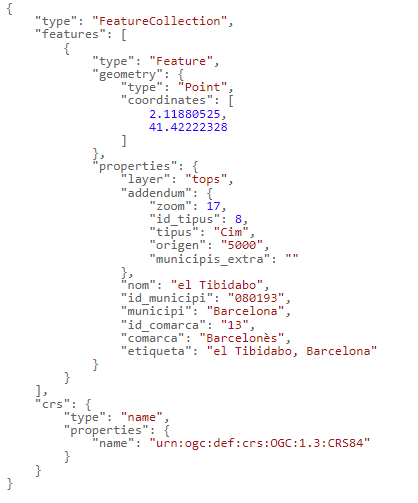 {
    "type": "FeatureCollection",
    "features": [
        {
            "type": "Feature",
            "geometry": {
                "type": "Point",
                "coordinates": [
                    2.11880525,
                    41.42222328
                ]
            },
            "properties": {
                "layer": "tops",
                "addendum": {
                    "zoom": 17,
                    "id_tipus": 8,
                    "tipus": "Cim",
                    "origen": "5000",
                    "municipis_extra": ""
                },
                "nom": "el Tibidabo",
                "id_municipi": "080193",
                "municipi": "Barcelona",
                "id_comarca": "13",
                "comarca": "Barcelonès",
                "etiqueta": "el Tibidabo, Barcelona"
            }
        }
    ],
    "crs": {
        "type": "name",
        "properties": {
            "name": "urn:ogc:def:crs:OGC:1.3:CRS84"
        }
    }
}